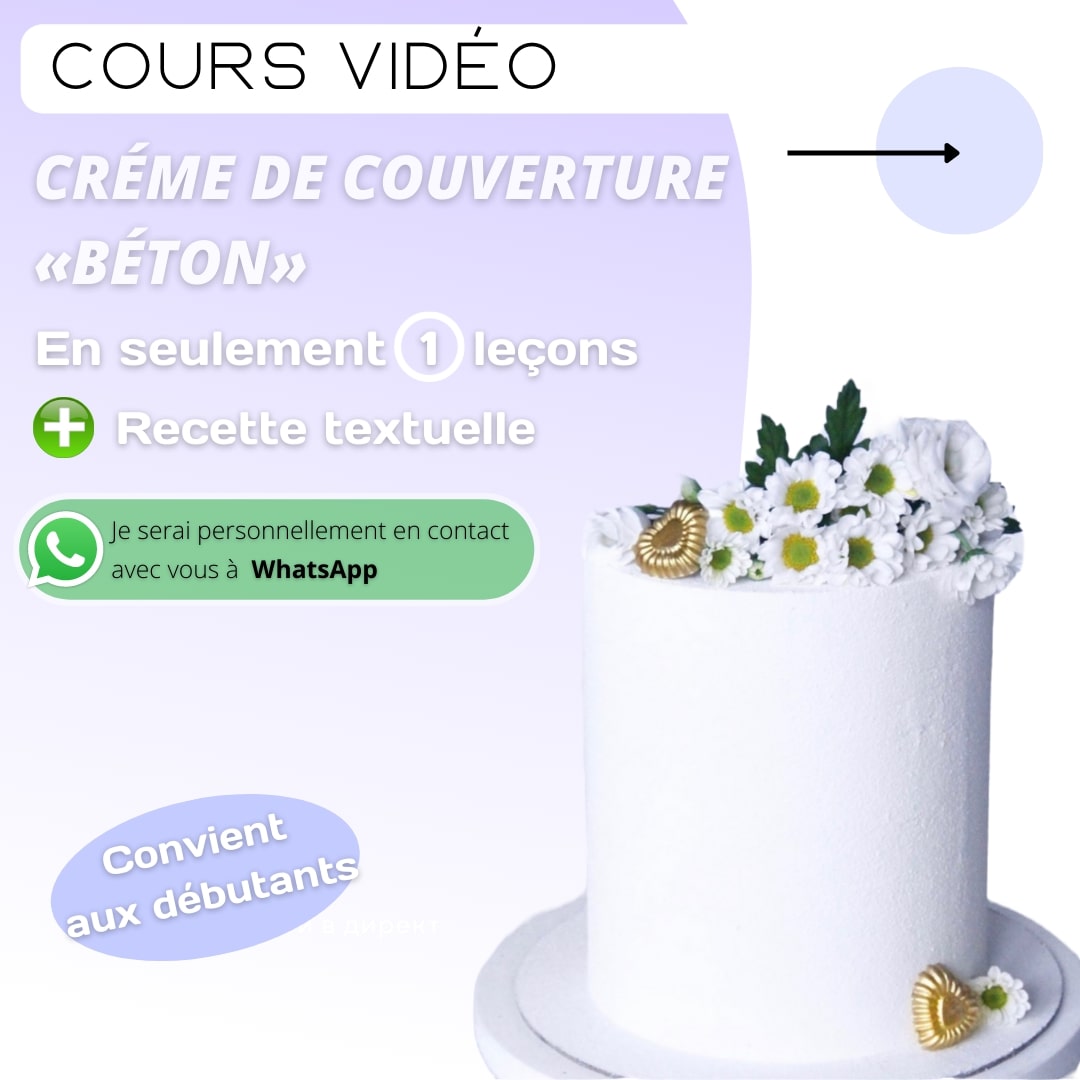 COURS VIDÉO
CRÉME DE COUVERTURE
«BÉTON»
En seulement 1 leçons
Recette textuelle
Je serai personnellement en contact
avec vous à WhatsApp
Convient
aux débutants
в директ